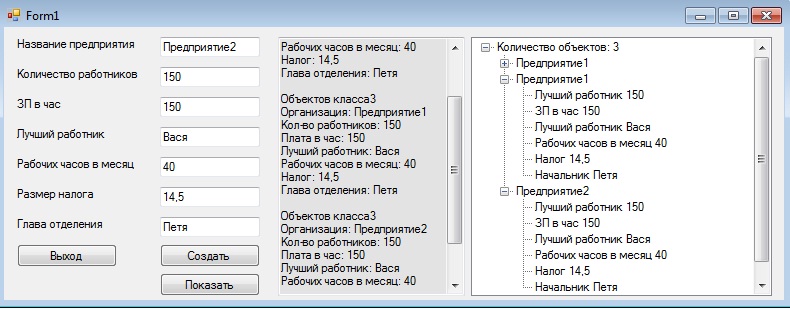 Form1
Название предприятия
Предприятие2
Количество работников
150
ЗП в час
150
Лучший работник
Вася
Рабочих часов в месяц
40
Размер налога
14,5
Глава отделения
Петя
Выход
Создать
Показать
Рабочих часов в месяц: 40
Налог: 14,5
Глава отделения: Петя
Объектов класса3
Организация: Предприятие1
Кол-во работников: 150
Плата в час: 150
Лучший работник: Вася
Рабочих часов в месяц: 40
Налог: 14,5
Глава отделения: Петя
Объектов класса3
Организация: Предприятие2
Кол-во работников: 150
Плата в час: 150
Лучший работник: Вася
Рабочих часов в месяц: 40
Количество объектов: 3
Предприятие1
Предприятие1
Лучший работник 150
ЗП в час 150
Лучший работник Вася
Рабочих часов в месяц 40
Налог 14,5
Начальник Петя
Предприятие2
Лучший работник 150
ЗП в час 150
Лучший работник Вася
Рабочих часов в месяц 40
Налог 14,5
Начальник Петя